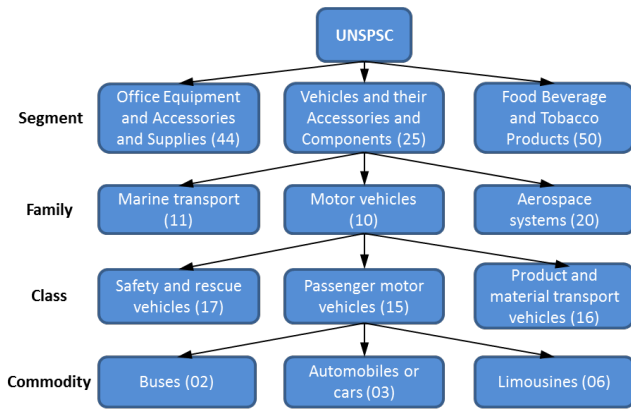 UNSPSC
Segment
Office Equipment
and Accessories
and Supplies (44)
Vehicles and their
Accessories and
Components (25)
Food Beverage
and Tobacco
Products (50)
Family
Marine transport
(11)
Motor vehicles
(10)
Aerospace
systems (20)
Class
Safety and rescue
vehicles (17)
Passenger motor
vehicles (15)
Product and
material transport
vehicles (16)
Commodity
Buses (02)
Automobiles or
cars (03)
Limousines (06)